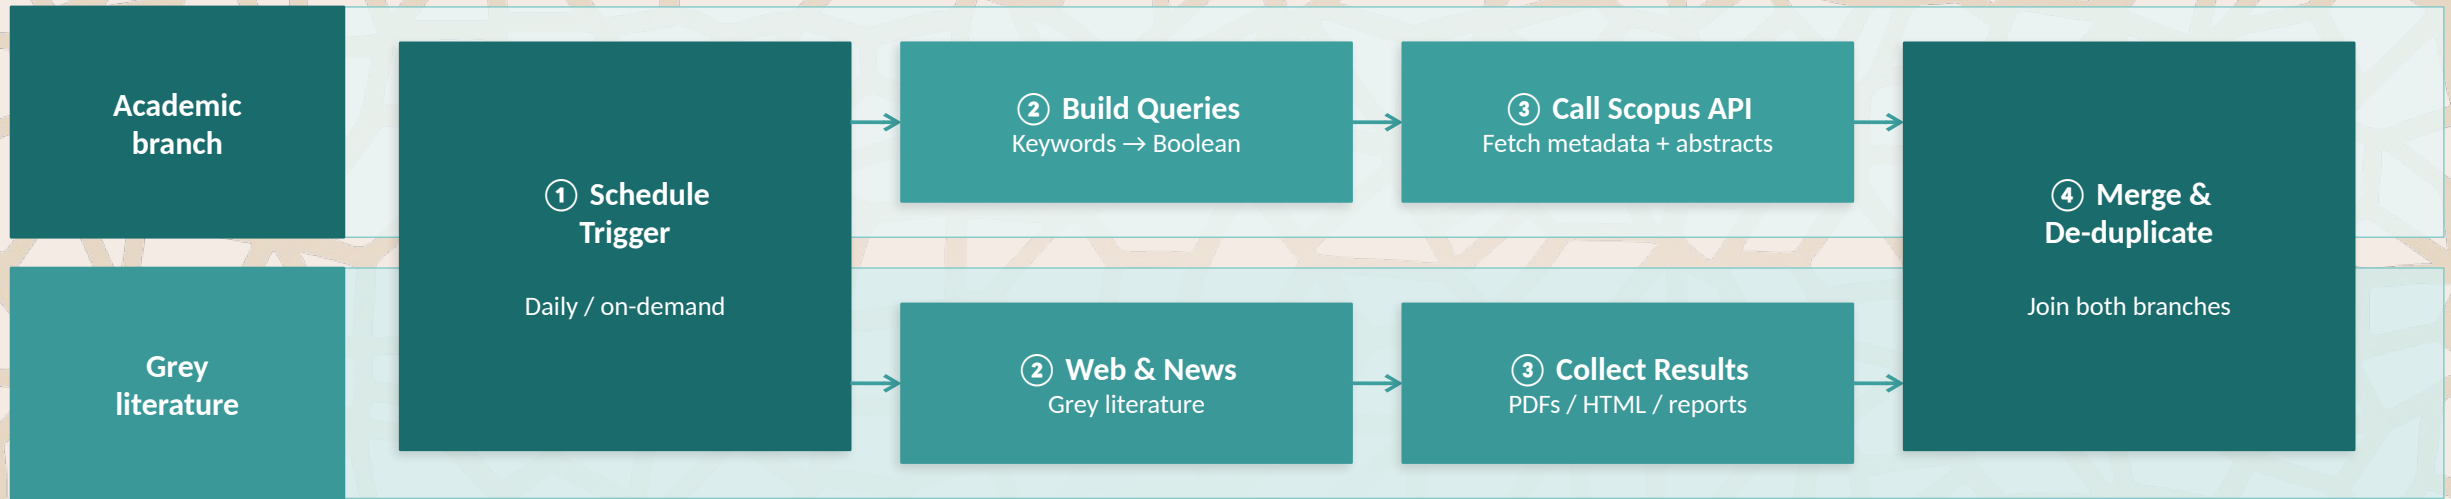 Academic
branch
① Schedule
Trigger
Daily / on-demand
② Build Queries
Keywords → Boolean
③ Call Scopus API
Fetch metadata + abstracts
④ Merge &
De-duplicate
Join both branches
Grey
literature
② Web & News
Grey literature
③ Collect Results
PDFs / HTML / reports